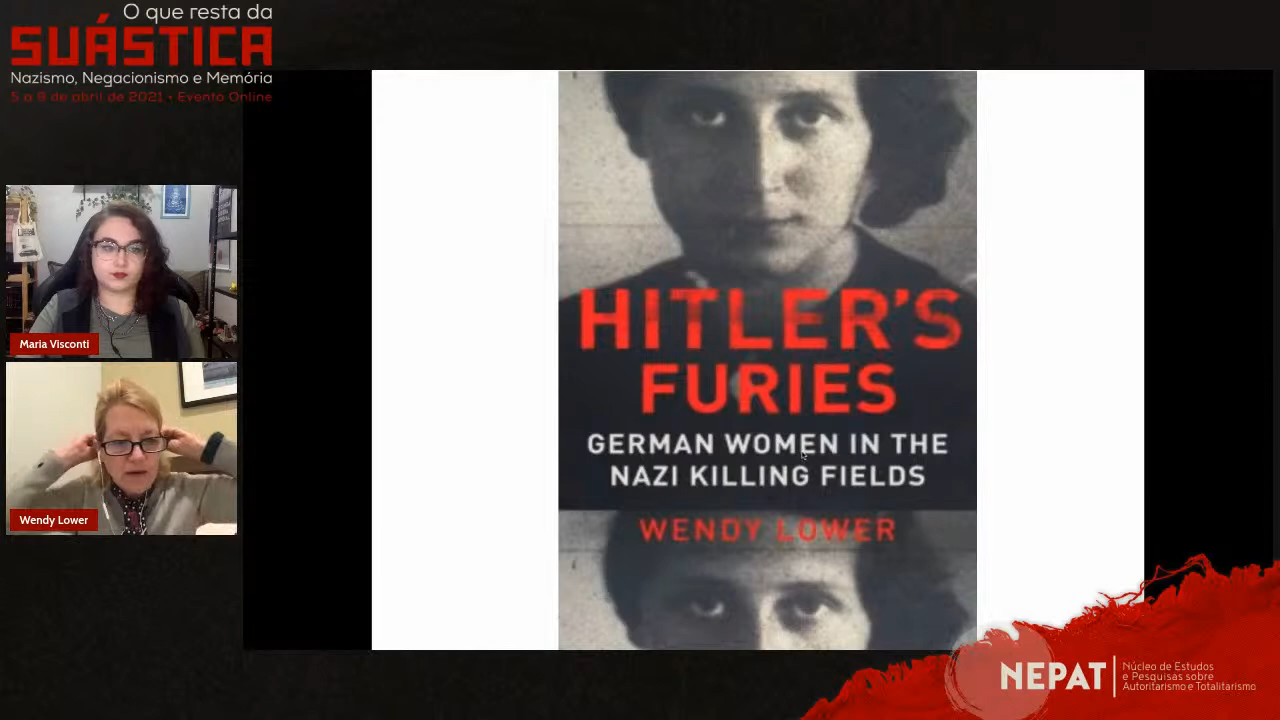 O que resta da
SUÁSTICA
Nazismo, Negacionismo e Memória
5 a 9 de abril de 2021 • Evento Online
Maria Visconti
Wendy Lower
HITLER'S
FURIES
GERMAN WOMEN IN THE
NAZI KILLING FIELDS
WENDY LOWER
NEPAT
Núcleo de Estudos
e Pesquisas sobre
Autoritarismo e Totalitarismo